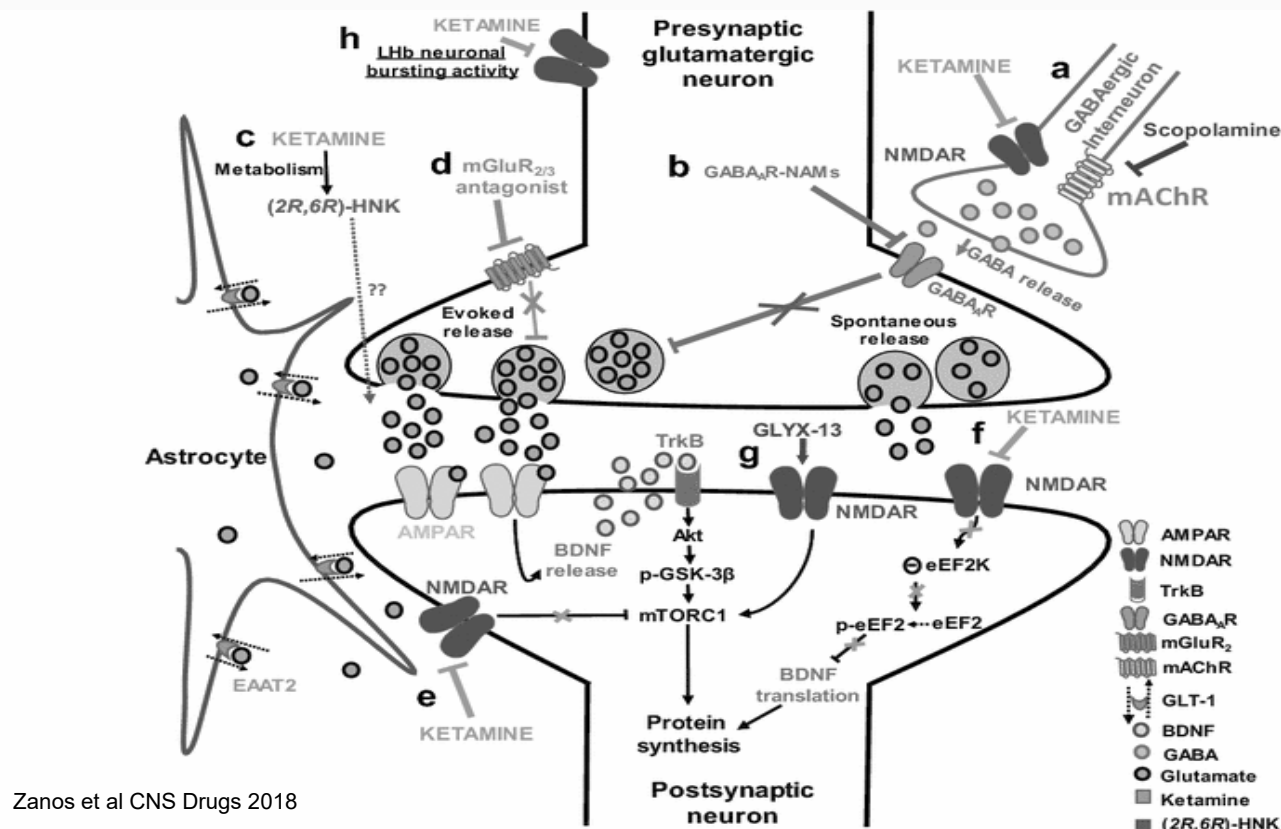 KETAMINE
h
LHb neuronal
bursting activity
Presynaptic
glutamatergic
neuron
KETAMINE
a
GABAergic
Interneuron
Scopolamine
NMDAR
mAChR
c
KETAMINE
Metabolism
(2R,6R)-HNK
??
d
mGluR2/3
antagonist
b
GABAAR-NAMs
GABA release
GABAAR
Evoked
release
Spontaneous
release
Astrocyte
TrkB
GLYX-13
g
f
KETAMINE
NMDAR
NMDAR
AMPAR
BDNF
release
Akt
p-GSK-3β
mTORC1
eEF2K
p-eEF2
eEF2
BDNF
translation
NMDAR
EAAT2
e
KETAMINE
Protein
synthesis
Postsynaptic
neuron
AMPAR
NMDAR
TrkB
GABAAR
mGluR2
mAChR
GLT-1
BDNF
GABA
Glutamate
Ketamine
(2R,6R)-HNK
Zanos et al CNS Drugs 2018